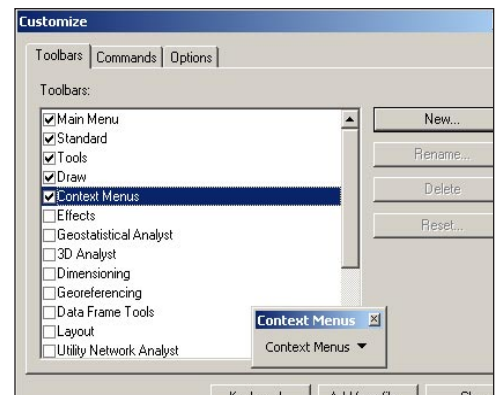 Customize
Toolbars Commands Options
Toolbars:
Main Menu
Standard
Tools
Draw
Context Menus
Effects
Geostatistical Analyst
3D Analyst
Dimensioning
Georeferencing
Data Frame Tools
Layout
Utility Network Analyst
New...
Rename...
Delete
Reset...
Context Menus
Context Menus